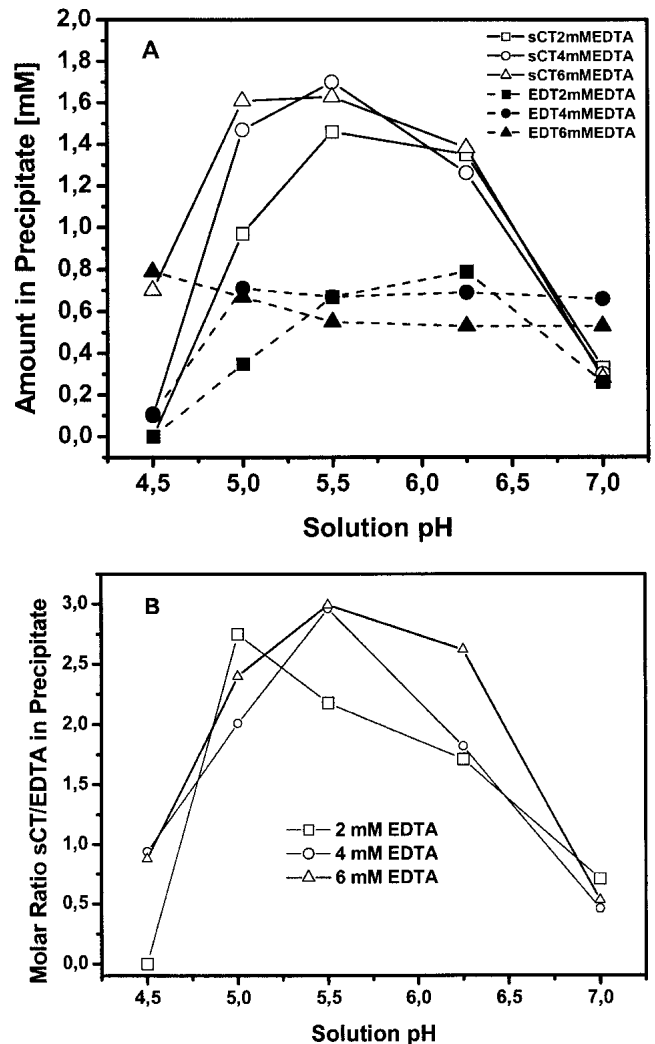 A
sCT2mMEDTA
sCT4mMEDTA
sCT6mMEDTA
EDT2mMEDTA
EDT4mMEDTA
EDT6mMEDTA
Amount in Precipitate [mM]
2,0
1,8
1,6
1,4
1,2
1,0
0,8
0,6
0,4
0,2
0,0
4,5 5,0 5,5 6,0 6,5 7,0
Solution pH
B
Molar Ratio sCT/EDTA in Precipitate
3,0
2,5
2,0
1,5
1,0
0,5
0,0
2 mM EDTA
4 mM EDTA
6 mM EDTA
4,5 5,0 5,5 6,0 6,5 7,0
Solution pH